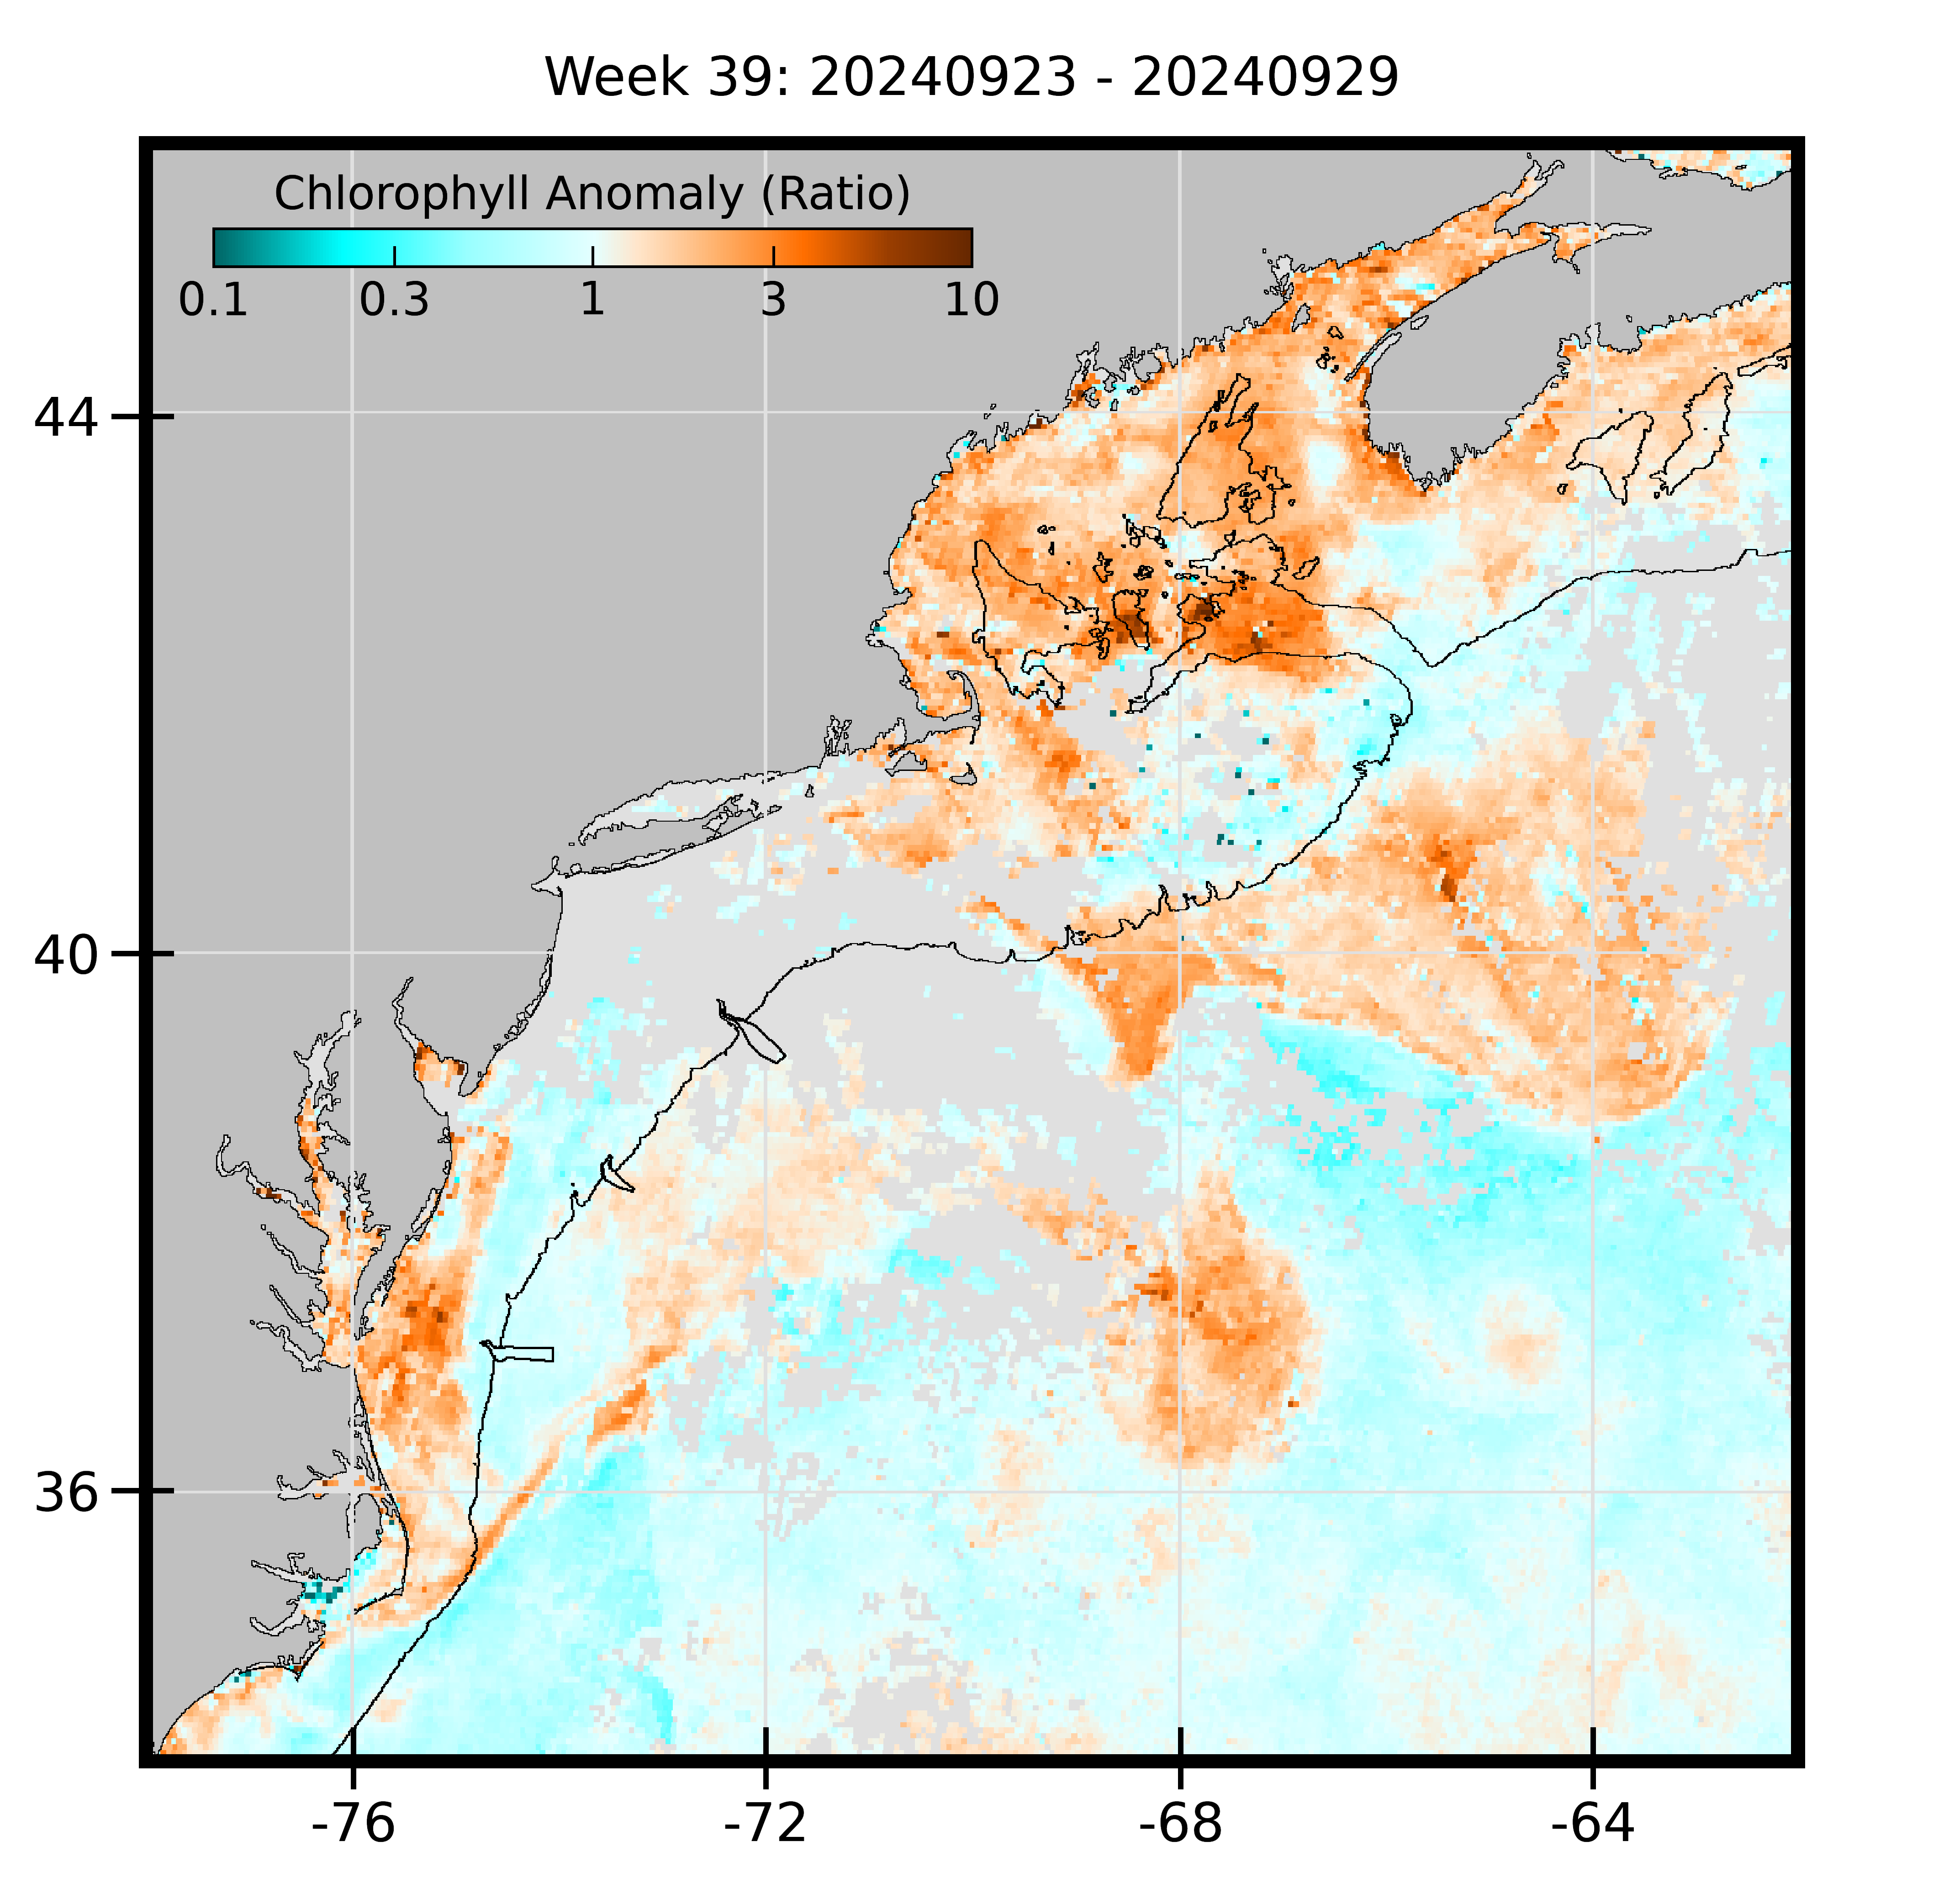 Week 39: 20240923 - 20240929
Chlorophyll Anomaly (Ratio)
0.1 0.3 1 3 10
44
40
36
-76 -72 -68 -64